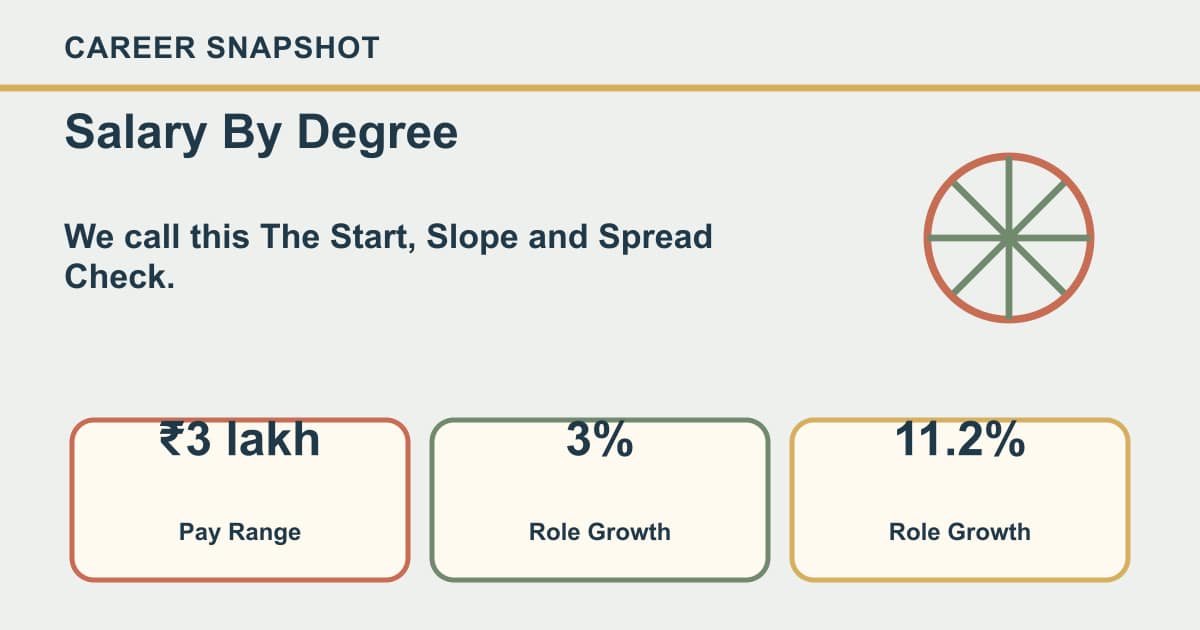 CAREER SNAPSHOT
Salary By Degree
We call this The Start, Slope and Spread
Check.
₹3 lakh
Pay Range
3%
Role Growth
11.2%
Role Growth